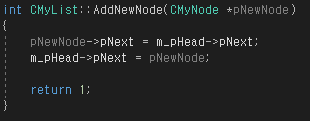 int CMyList::AddNewNode(CMyNode *pNewNode)
{
pNewNode->pNext = m_pHead->pNext;
m_pHead->pNext = pNewNode;
return 1;
}